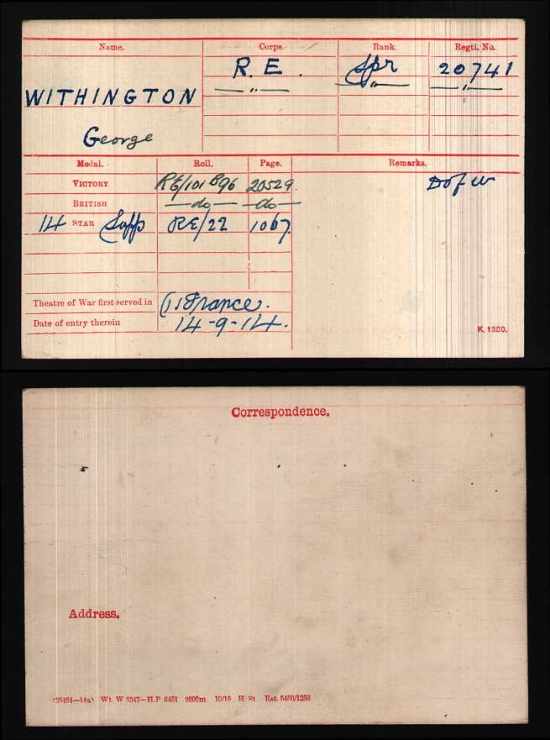 Name. Corps. Rank. Regtl. No.
WITHINGTON R. E. Spr 20741
— " — — " — — " —
George
Medal. Roll. Page. Remarks.
VICTORY RE/101 B96 20529. D of W
BRITISH —do— —do—
14 STAR RE/22 1067
Theatre of War first served in (1) France.
Date of entry therein 14-9-14.
K. 1380.
Correspondence.
Address.